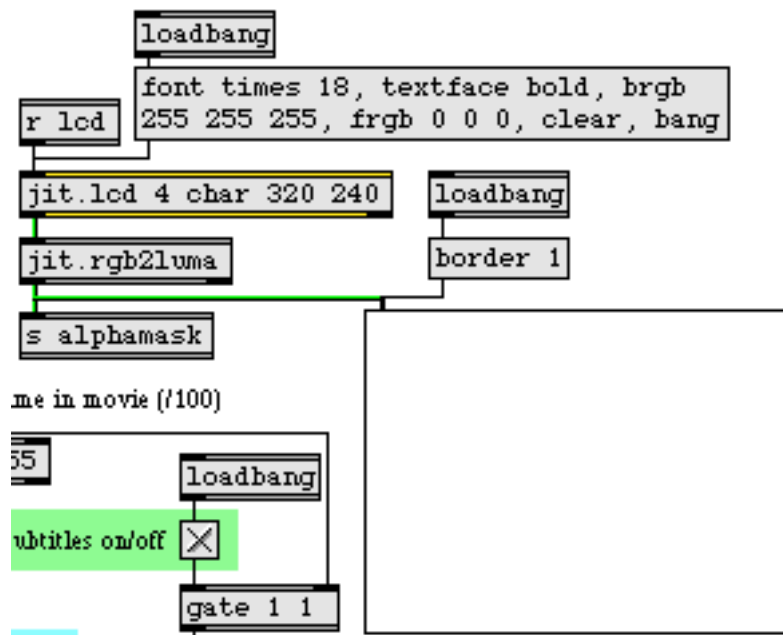 loadbang
font times 18, textface bold, brgb
255 255 255, frgb 0 0 0, clear, bang
r lcd
jit.lcd 4 char 320 240
loadbang
jit.rgb2luma
border 1
s alphamask
me in movie (/100)
55
loadbang
ubtitles on/off
gate 1 1